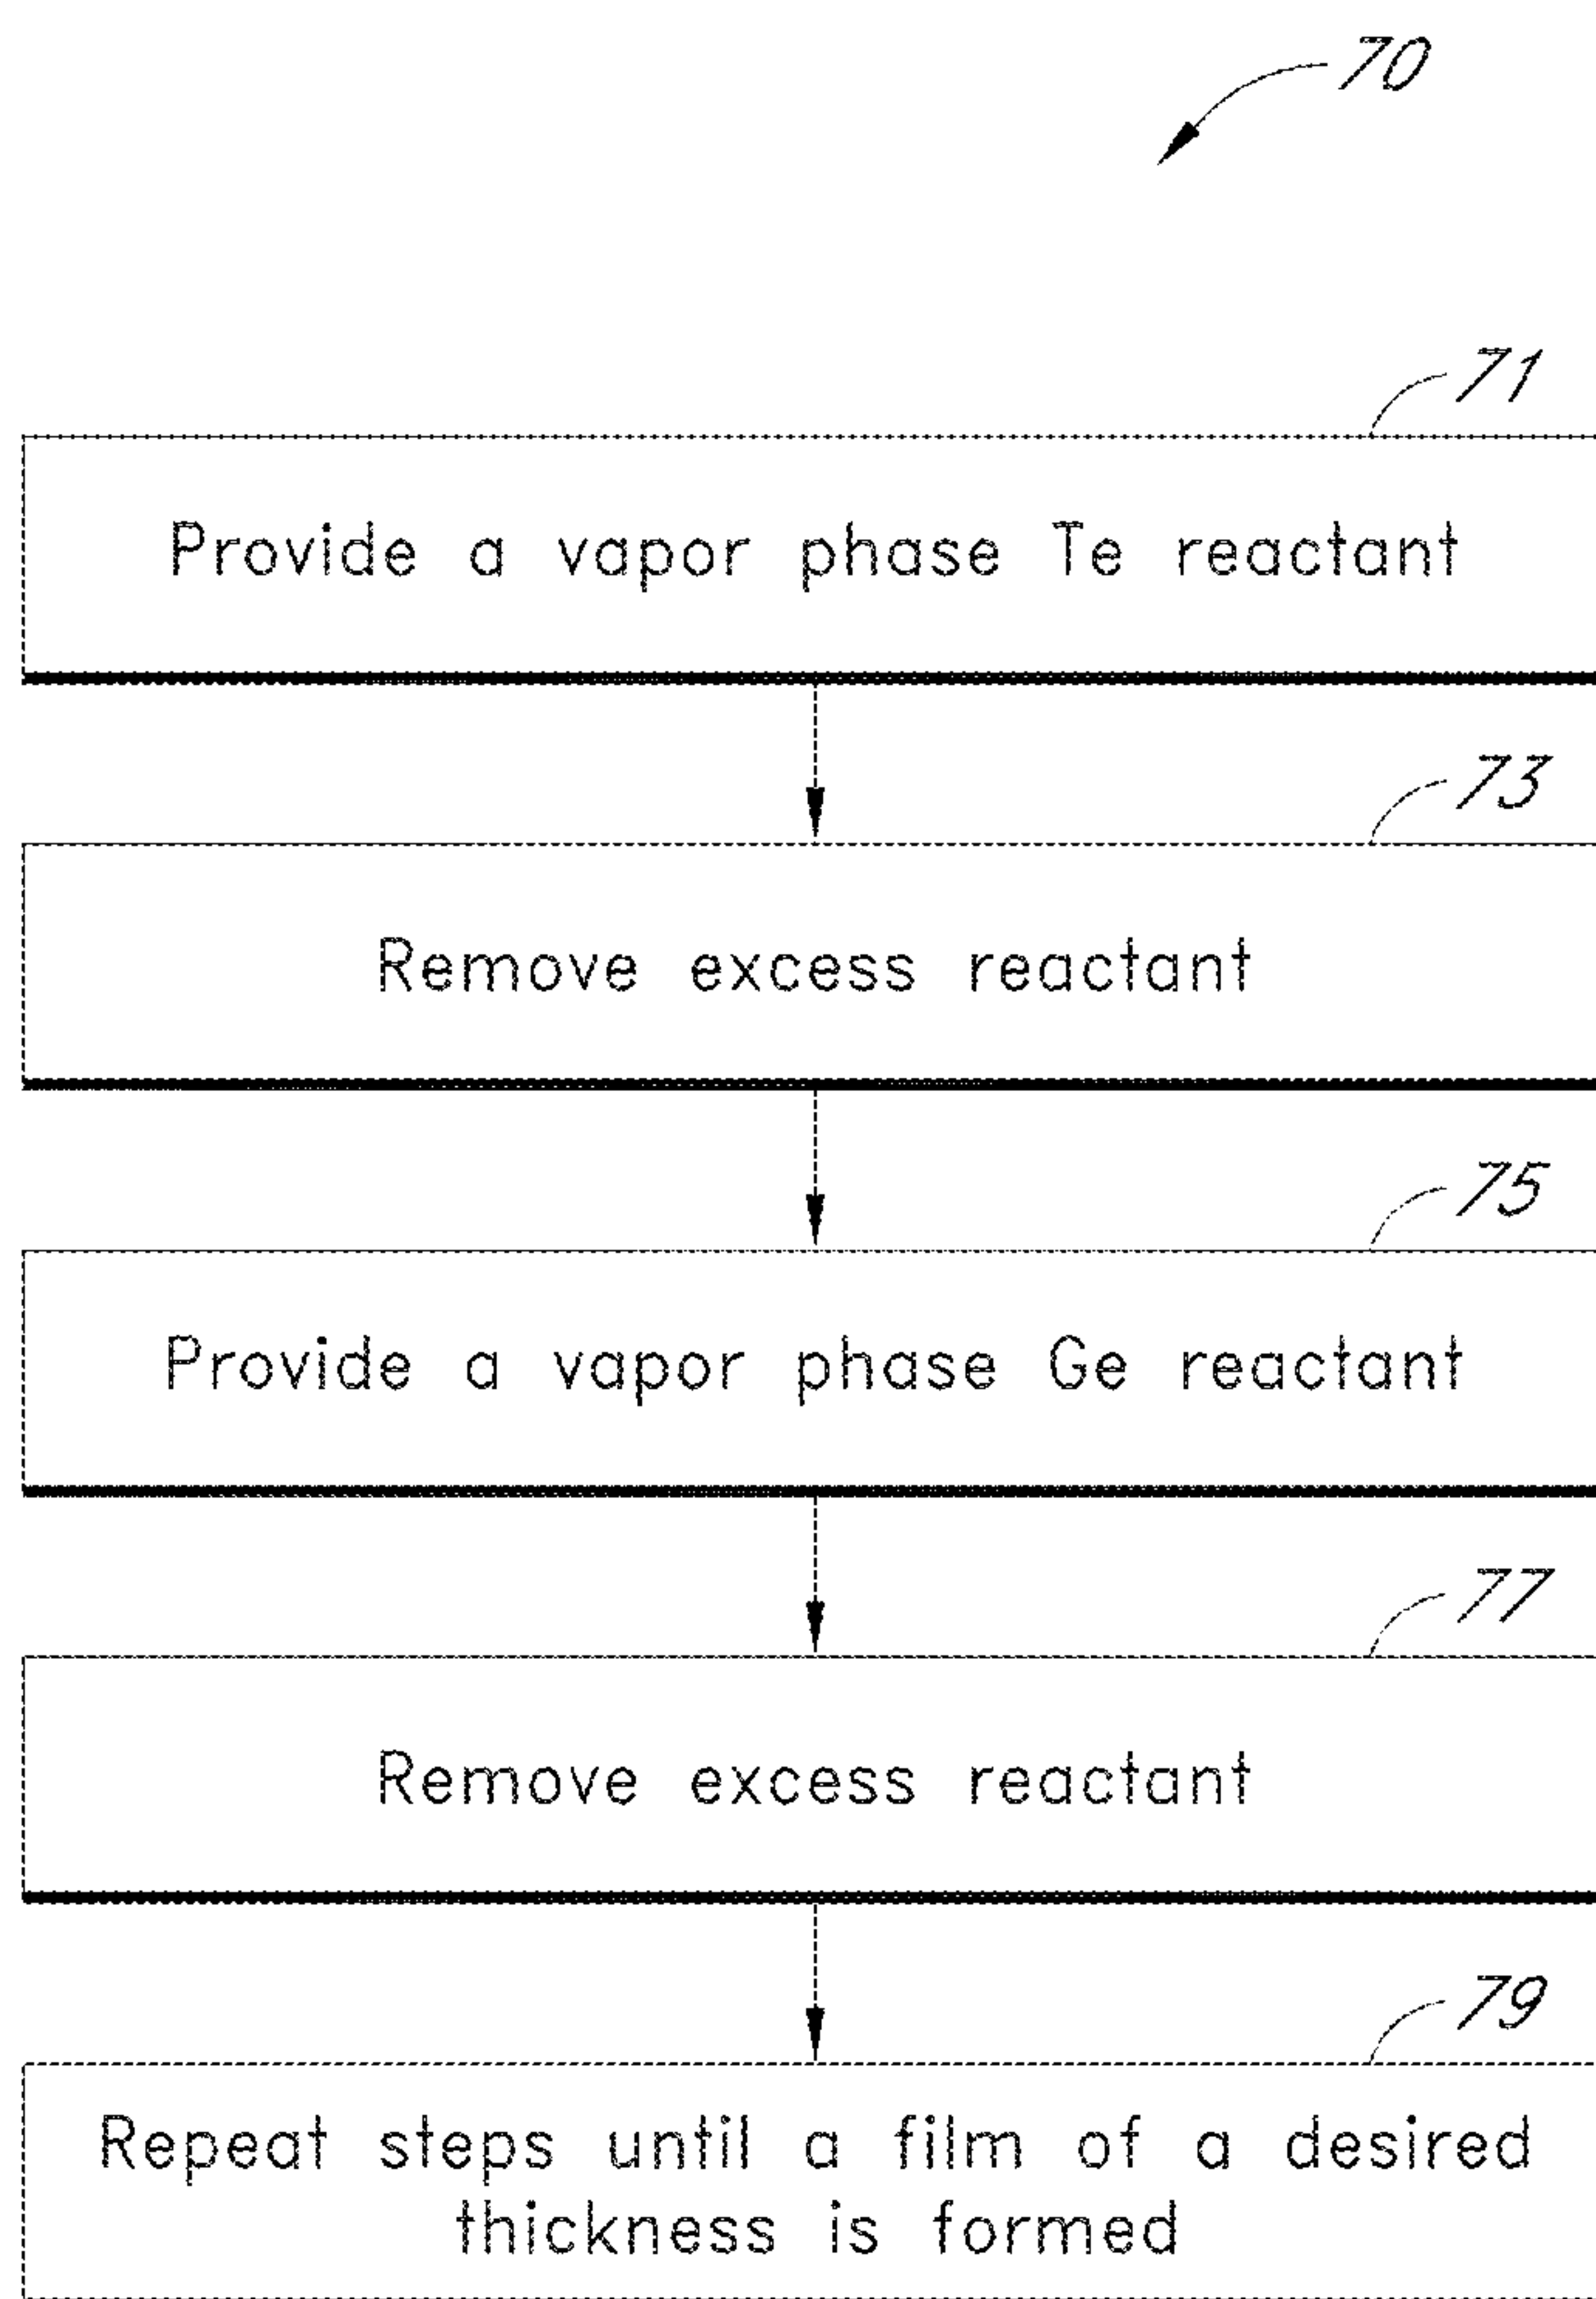 70
71
Provide a vapor phase Te reactant
73
Remove excess reactant
75
Provide a vapor phase Ge reactant
77
Remove excess reactant
79
Repeat steps until a film of a desired
thickness is formed